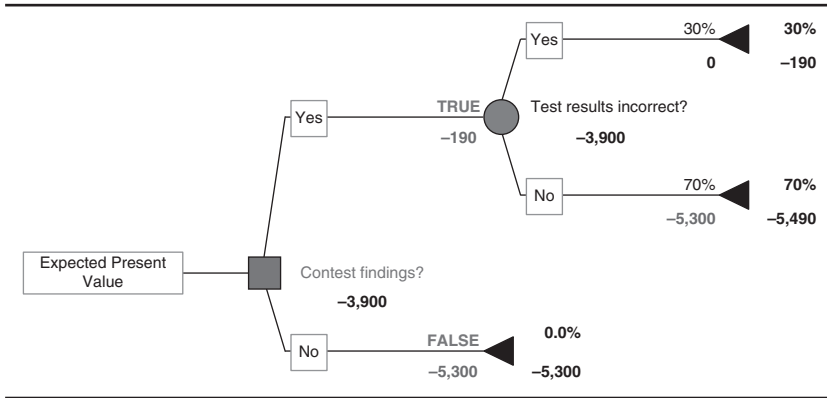 Yes
30%
30%
0
–190
Yes
TRUE
Test results incorrect?
–190
–3,900
No
70%
70%
–5,300
–5,490
Expected Present
Value
Contest findings?
–3,900
No
FALSE
0.0%
–5,300
–5,300